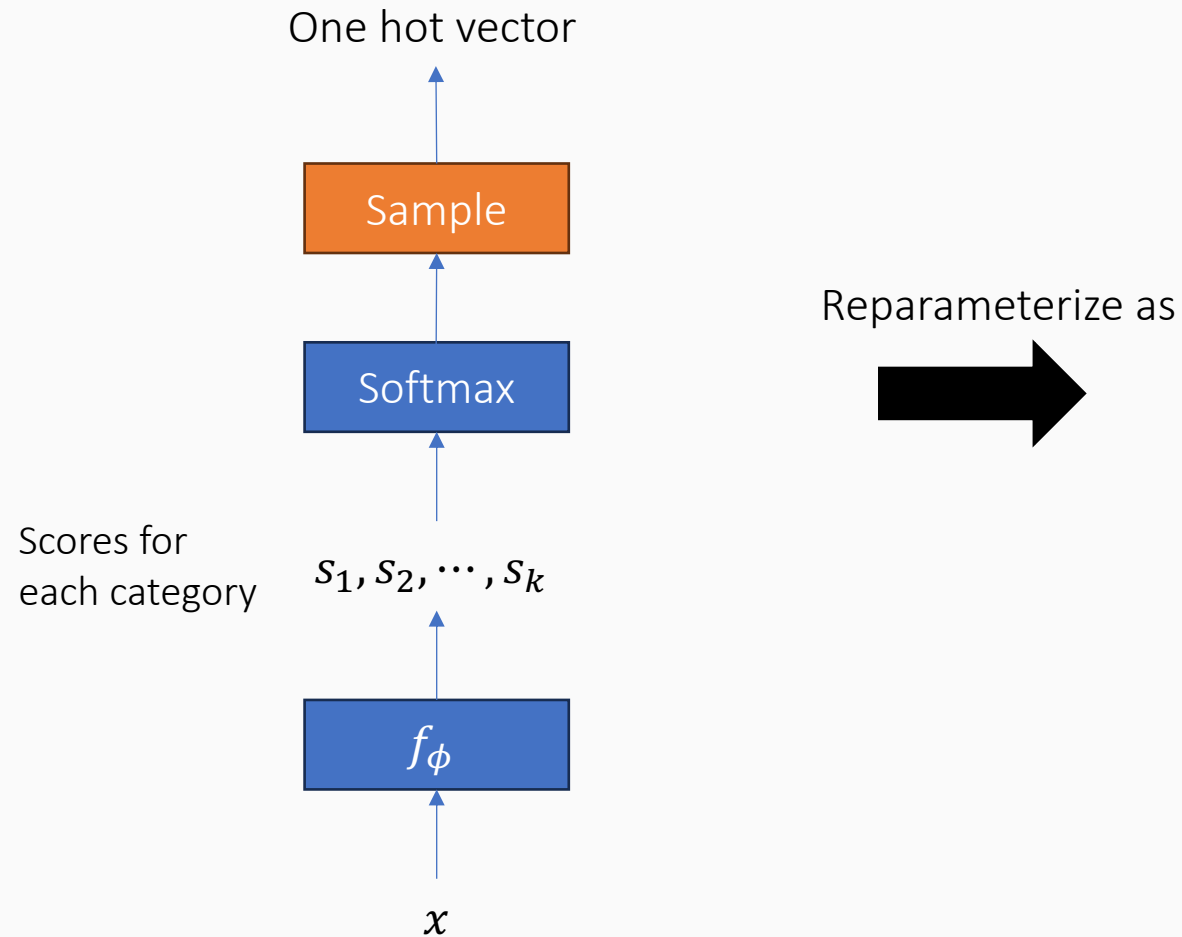 One hot vector
Sample
Reparameterize as
Softmax
Scores for
each category
s₁, s₂, ⋯, sₖ
f_ϕ
x